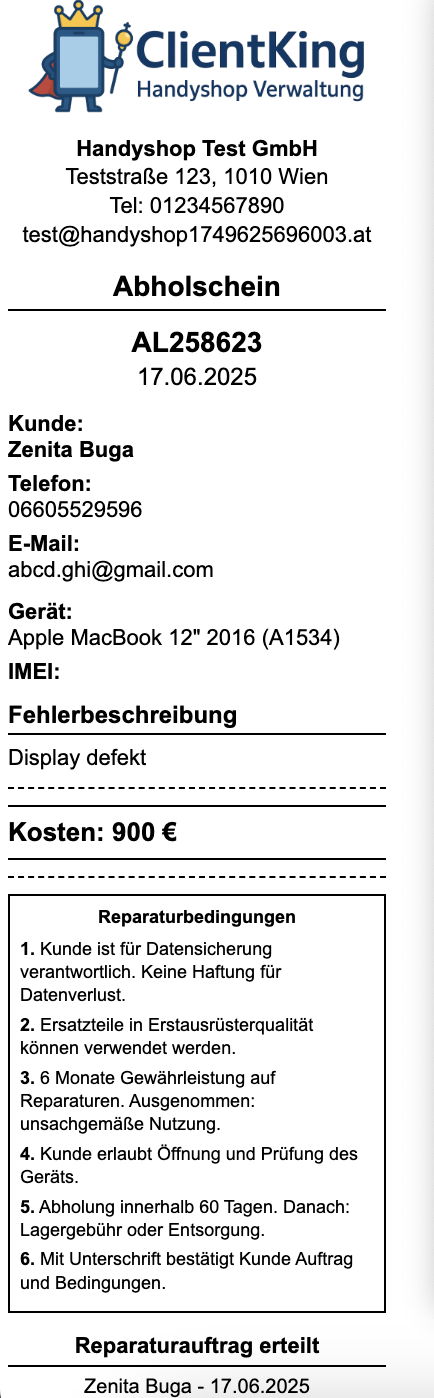 ClientKing
Handyshop Verwaltung
Handyshop Test GmbH
Teststraße 123, 1010 Wien
Tel: 01234567890
test@handyshop1749625696003.at
Abholschein
AL258623
17.06.2025
Kunde:
Zenita Buga
Telefon:
06605529596
E-Mail:
abcd.ghi@gmail.com
Gerät:
Apple MacBook 12" 2016 (A1534)
IMEI:
Fehlerbeschreibung
Display defekt
Kosten: 900 €
Reparaturbedingungen
1. Kunde ist für Datensicherung
verantwortlich. Keine Haftung für
Datenverlust.
2. Ersatzteile in Erstausrüsterqualität
können verwendet werden.
3. 6 Monate Gewährleistung auf
Reparaturen. Ausgenommen:
unsachgemäße Nutzung.
4. Kunde erlaubt Öffnung und Prüfung des
Geräts.
5. Abholung innerhalb 60 Tagen. Danach:
Lagergebühr oder Entsorgung.
6. Mit Unterschrift bestätigt Kunde Auftrag
und Bedingungen.
Reparaturauftrag erteilt
Zenita Buga - 17.06.2025